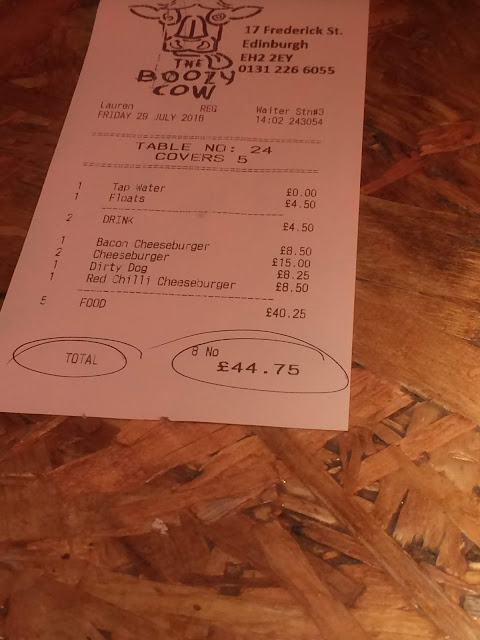 THE
BOOZY
COW
17 Frederick St.
Edinburgh
EH2 2EY
0131 226 6055
Lauren REG Waiter Stn#3
FRIDAY 29 JULY 2016 14:02 243054
TABLE NO: 24
COVERS 5
1 Tap Water £0.00
1 Floats £4.50
2 DRINK £4.50
1 Bacon Cheeseburger £8.50
2 Cheeseburger £15.00
1 Dirty Dog £8.25
1 Red Chilli Cheeseburger £8.50
5 FOOD £40.25
8 No
TOTAL £44.75